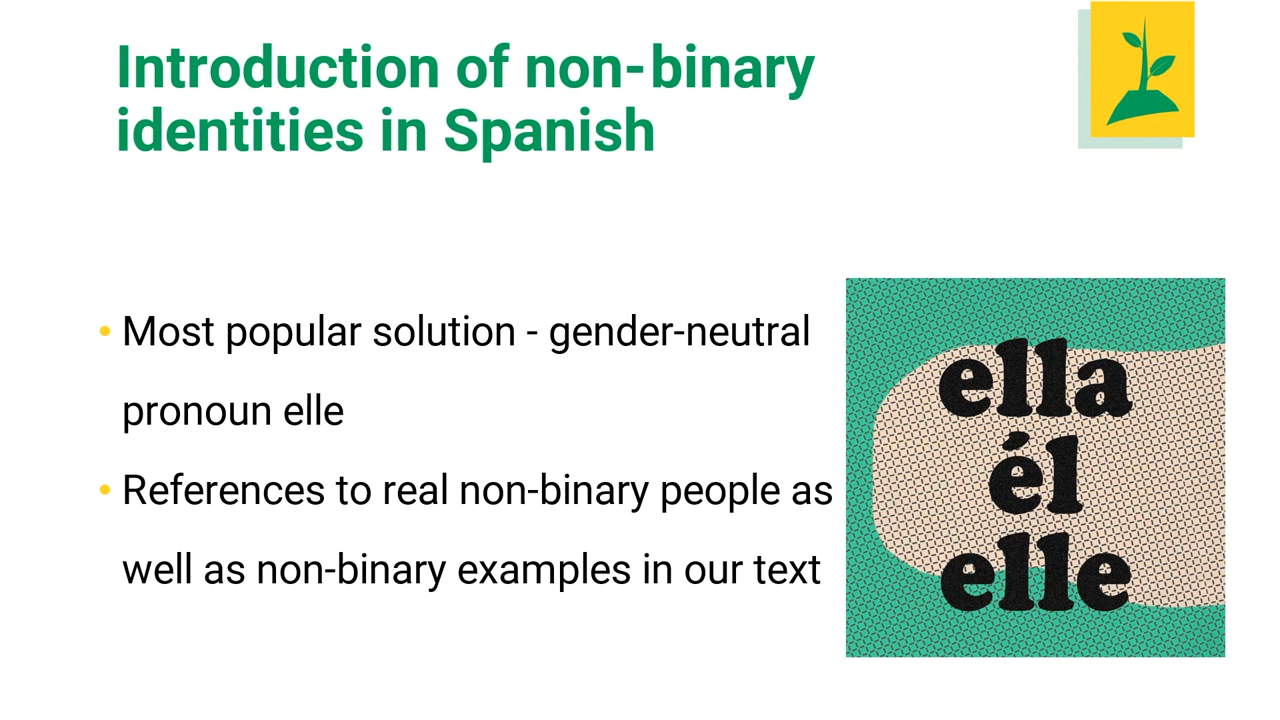 Introduction of non-binary
identities in Spanish
• Most popular solution - gender-neutral
pronoun elle
• References to real non-binary people as
well as non-binary examples in our text
ella
él
elle